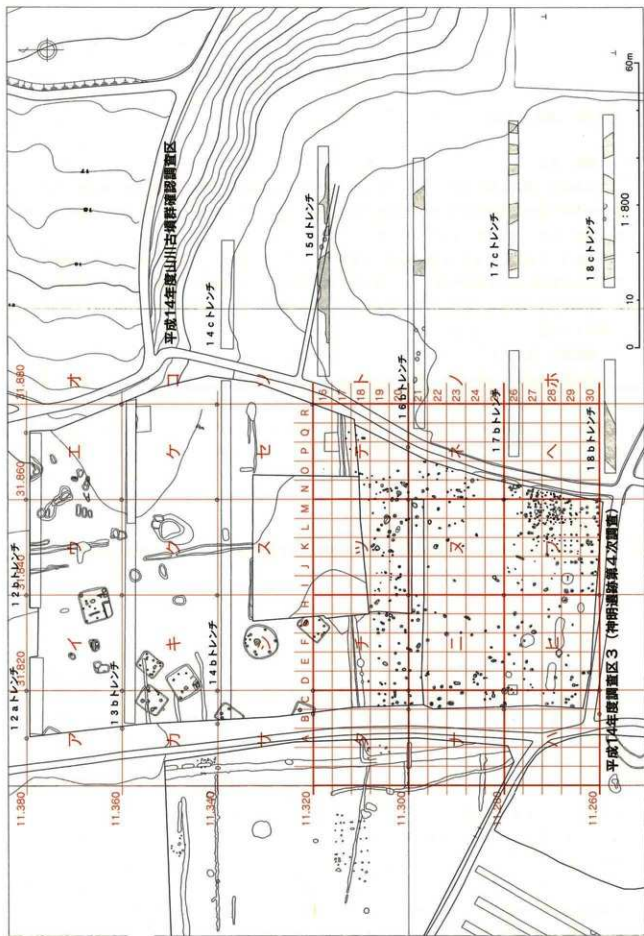 平成14年度山川古墳群確認調査区
12aトレンチ
12bトレンチ
13bトレンチ
14bトレンチ
14cトレンチ
15dトレンチ
16bトレンチ
17bトレンチ
17cトレンチ
18bトレンチ
18cトレンチ
平成14年度調査区3 (神明遺跡第4次調査)
31.820
31.840
31.860
31.880
11.380
11.360
11.340
11.320
11.300
11.280
11.260
ア イ ウ エ オ
カ キ ク ケ コ
サ シ ス セ ソ
タ チ ツ テ ト
ナ ニ ヌ ネ ノ
ハ ヒ フ ヘ ホ
A B C D E F G H I J K L M N O P Q R
16
17
18
19
20
21
22
23
24
26
28
29
30
0 10 1:800 60m